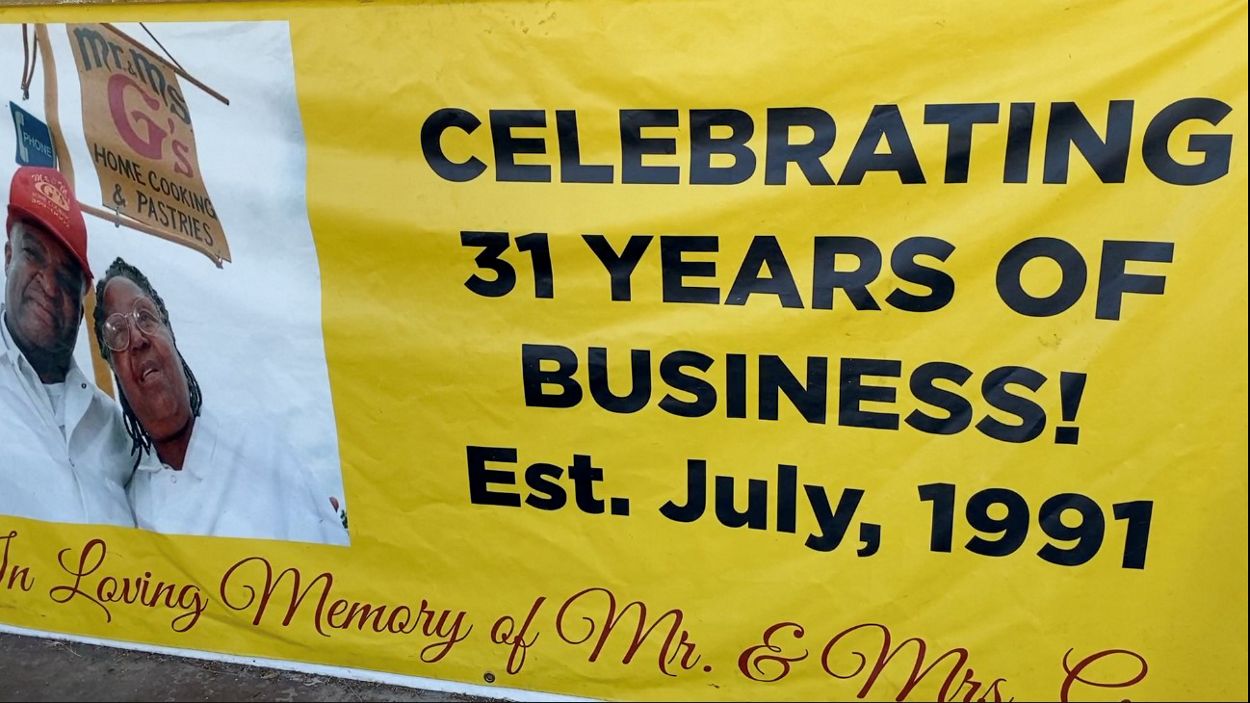 Mr & Ms
G's
HOME COOKING
& PASTRIES
PHONE
CELEBRATING
31 YEARS OF
BUSINESS!
Est. July, 1991
In Loving Memory of Mr. & Mrs. G